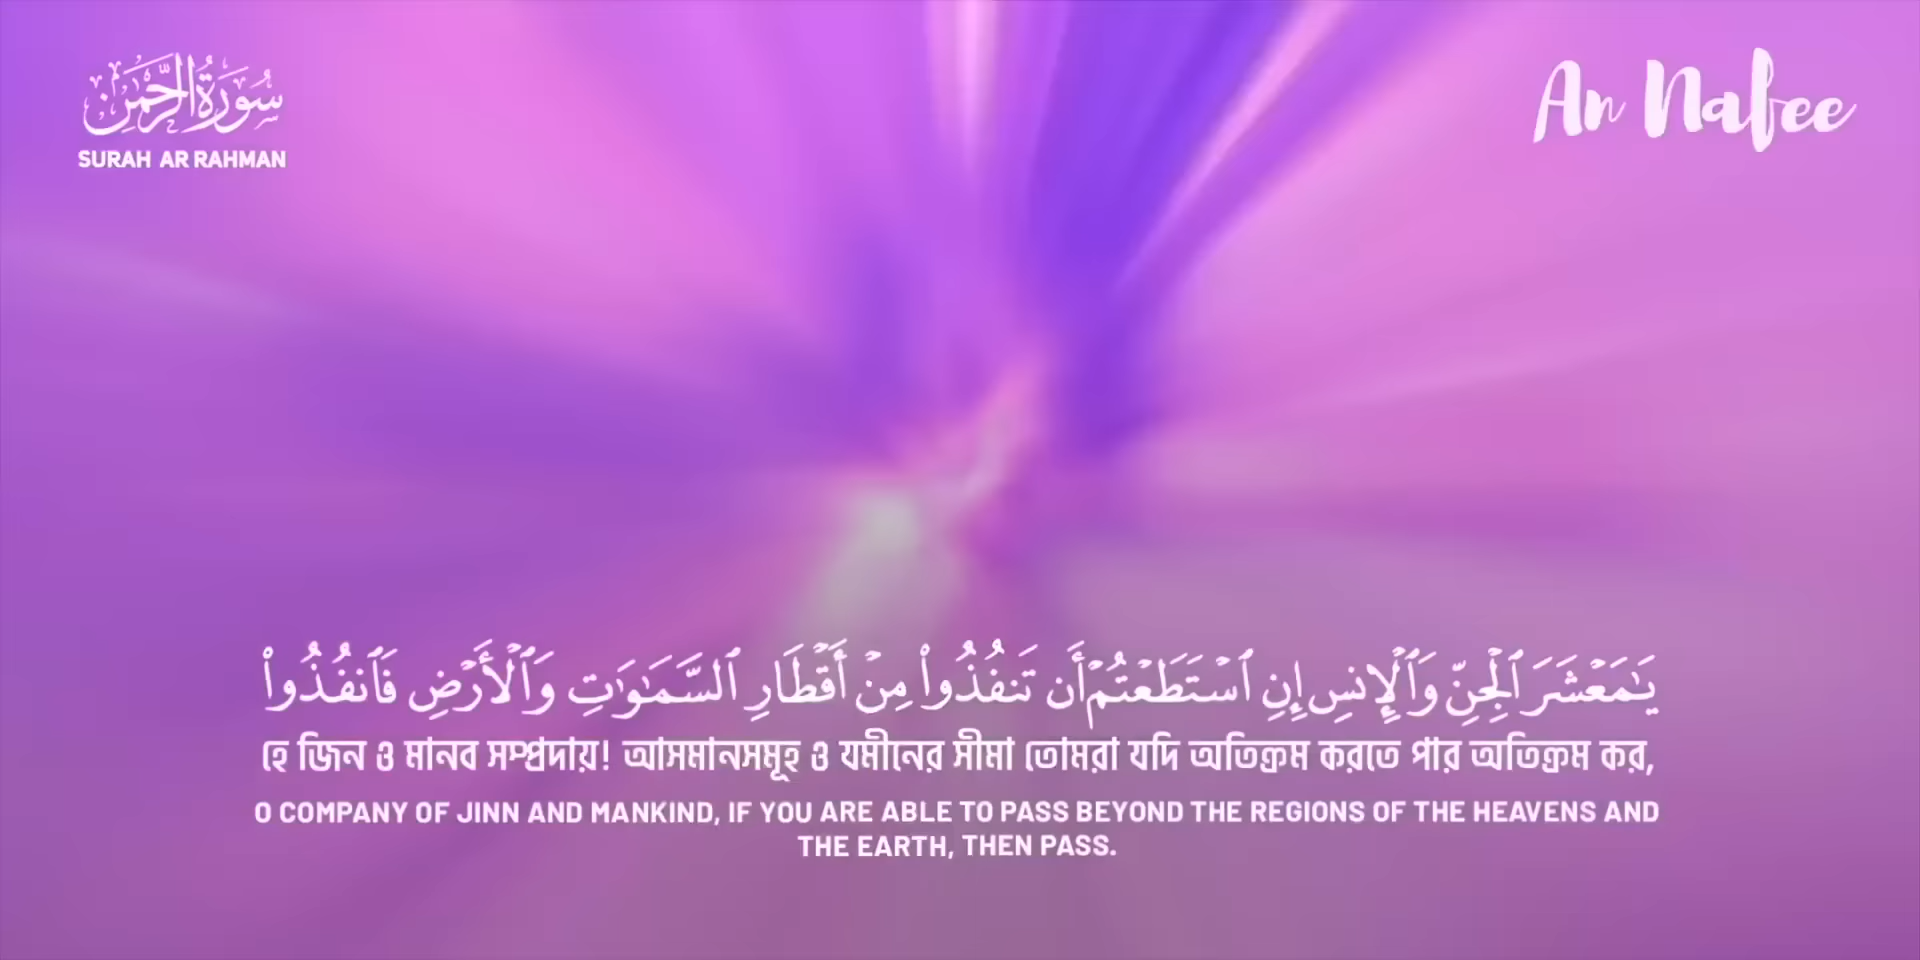 سُورَةُ الرَّحْمَٰن
SURAH AR RAHMAN
An Nafee
يَـٰمَعْشَرَ ٱلْجِنِّ وَٱلْإِنسِ إِنِ ٱسْتَطَعْتُمْ أَن تَنفُذُوا۟ مِنْ أَقْطَارِ ٱلسَّمَـٰوَٰتِ وَٱلْأَرْضِ فَٱنفُذُوا۟
হে জিন ও মানব সম্প্রদায়! আসমানসমূহ ও যমীনের সীমা তোমরা যদি অতিক্রম করতে পার অতিক্রম কর,
O COMPANY OF JINN AND MANKIND, IF YOU ARE ABLE TO PASS BEYOND THE REGIONS OF THE HEAVENS AND
THE EARTH, THEN PASS.